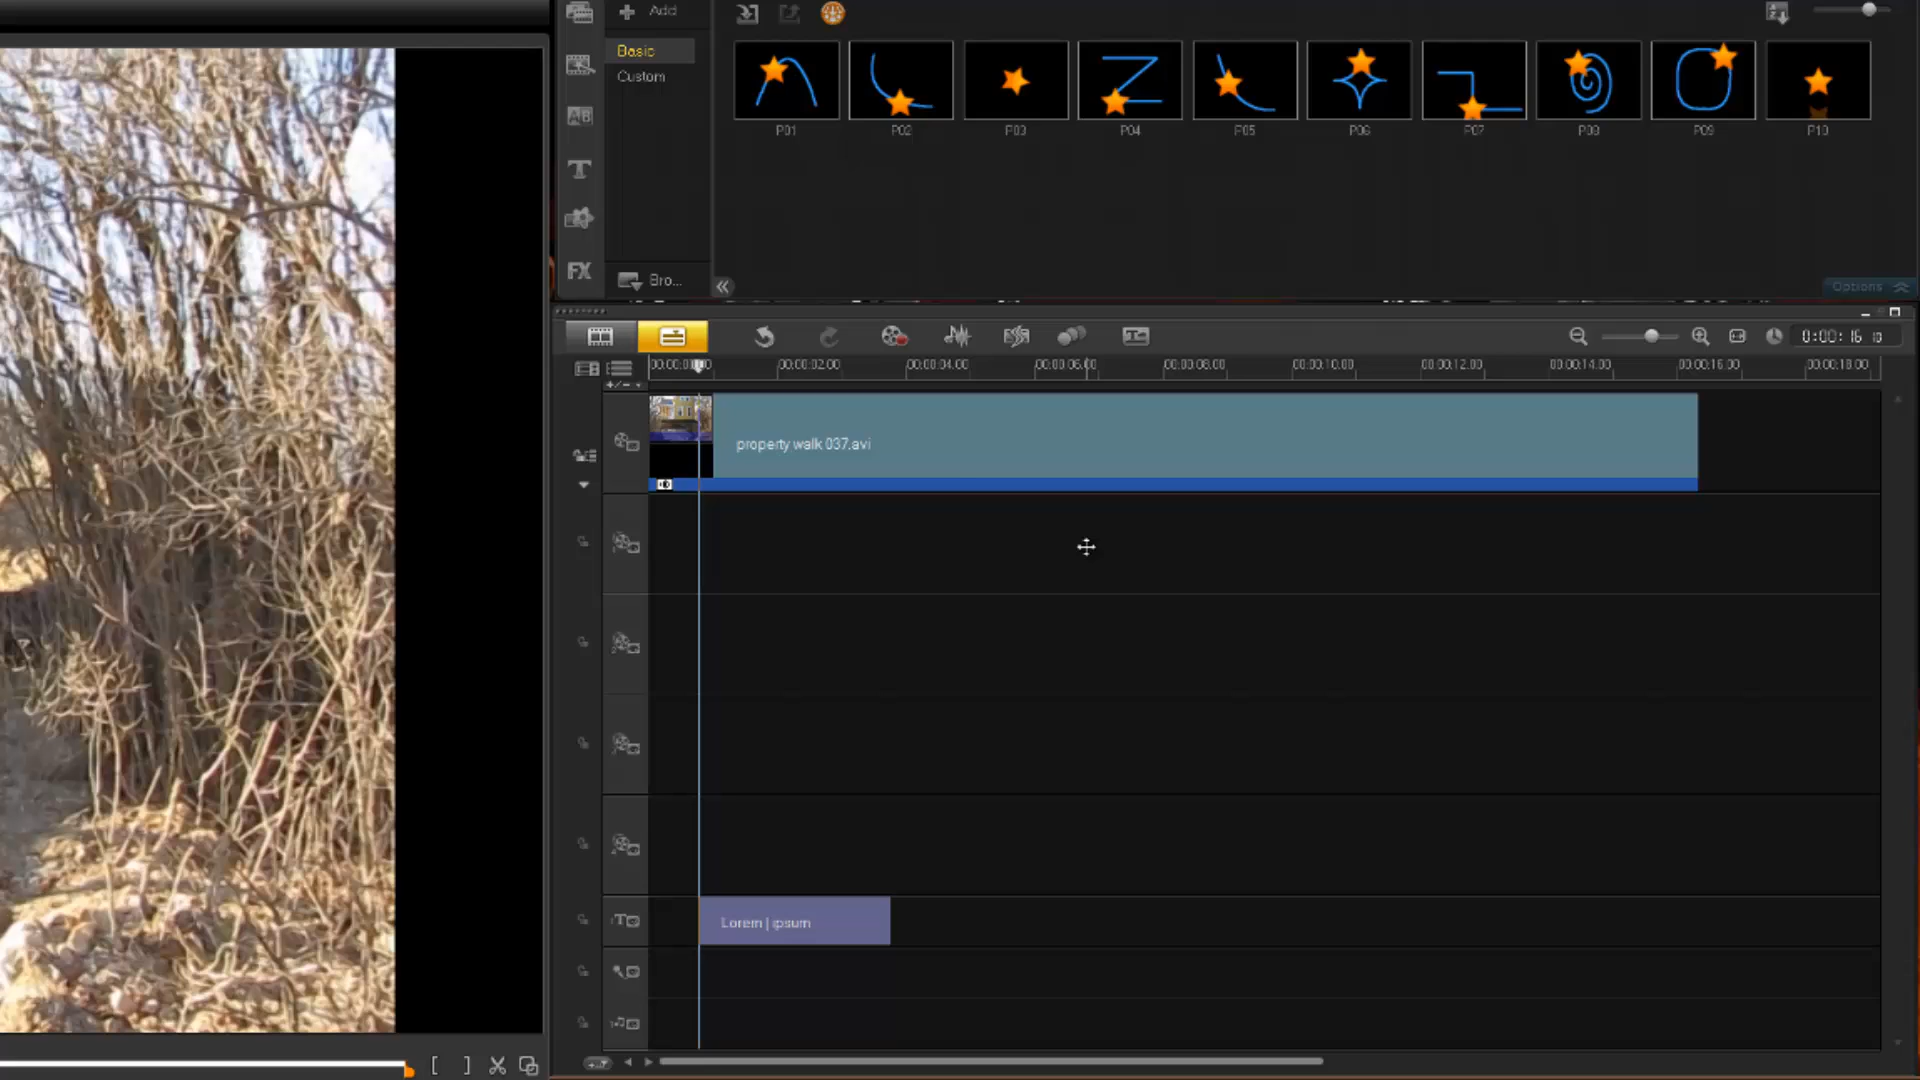 Add
Basic
Custom
AB
T
FX
Bro...
P01 P02 P03 P04 P05 P06 P07 P08 P09 P10
Options
0:00: 16
00:00:02.00 00:00:04.00 00:00:06.00 00:00:08.00 00:00:10.00 00:00:12.00 00:00:14.00 00:00:16.00 00:00:18.00
property walk 037.avi
Lorem | ipsum